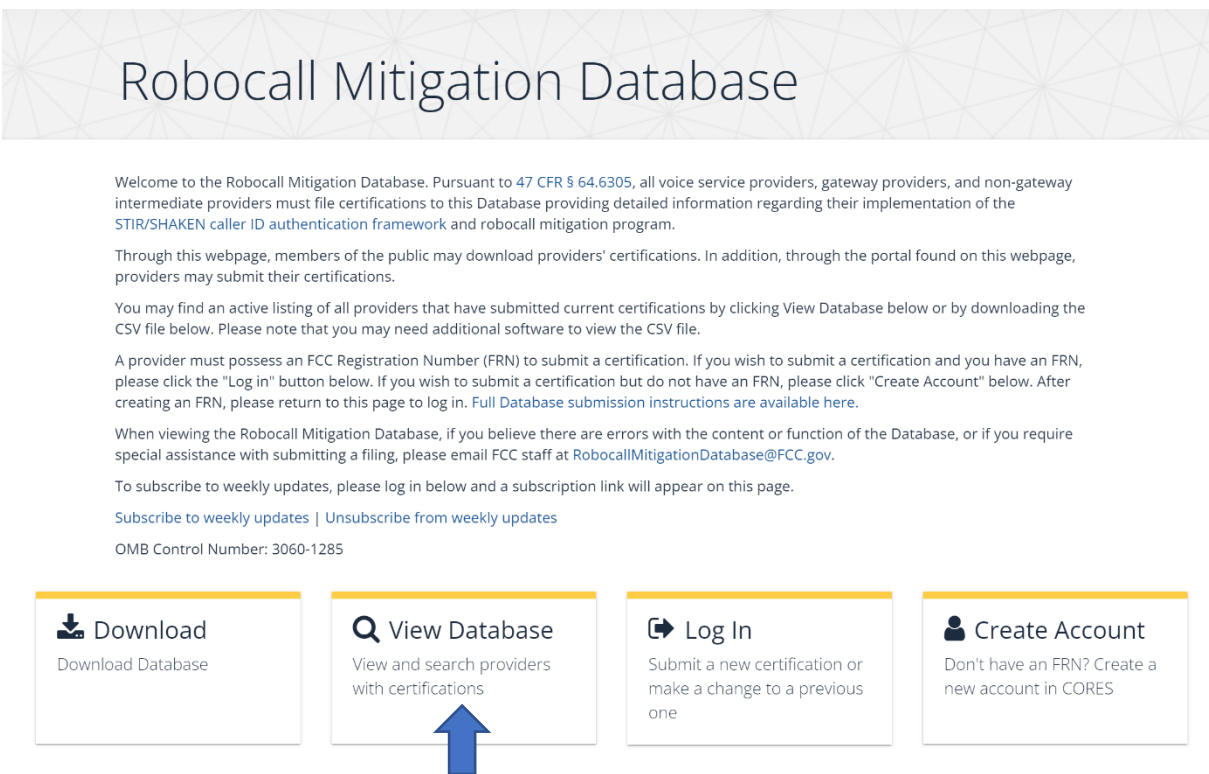 Robocall Mitigation Database
Welcome to the Robocall Mitigation Database. Pursuant to 47 CFR § 64.6305, all voice service providers, gateway providers, and non-gateway
intermediate providers must file certifications to this Database providing detailed information regarding their implementation of the
STIR/SHAKEN caller ID authentication framework and robocall mitigation program.
Through this webpage, members of the public may download providers' certifications. In addition, through the portal found on this webpage,
providers may submit their certifications.
You may find an active listing of all providers that have submitted current certifications by clicking View Database below or by downloading the
CSV file below. Please note that you may need additional software to view the CSV file.
A provider must possess an FCC Registration Number (FRN) to submit a certification. If you wish to submit a certification and you have an FRN,
please click the "Log in" button below. If you wish to submit a certification but do not have an FRN, please click "Create Account" below. After
creating an FRN, please return to this page to log in. Full Database submission instructions are available here.
When viewing the Robocall Mitigation Database, if you believe there are errors with the content or function of the Database, or if you require
special assistance with submitting a filing, please email FCC staff at RobocallMitigationDatabase@FCC.gov.
To subscribe to weekly updates, please log in below and a subscription link will appear on this page.
Subscribe to weekly updates | Unsubscribe from weekly updates
OMB Control Number: 3060-1285
Download
Download Database
View Database
View and search providers
with certifications
Log In
Submit a new certification or
make a change to a previous
one
Create Account
Don't have an FRN? Create a
new account in CORES